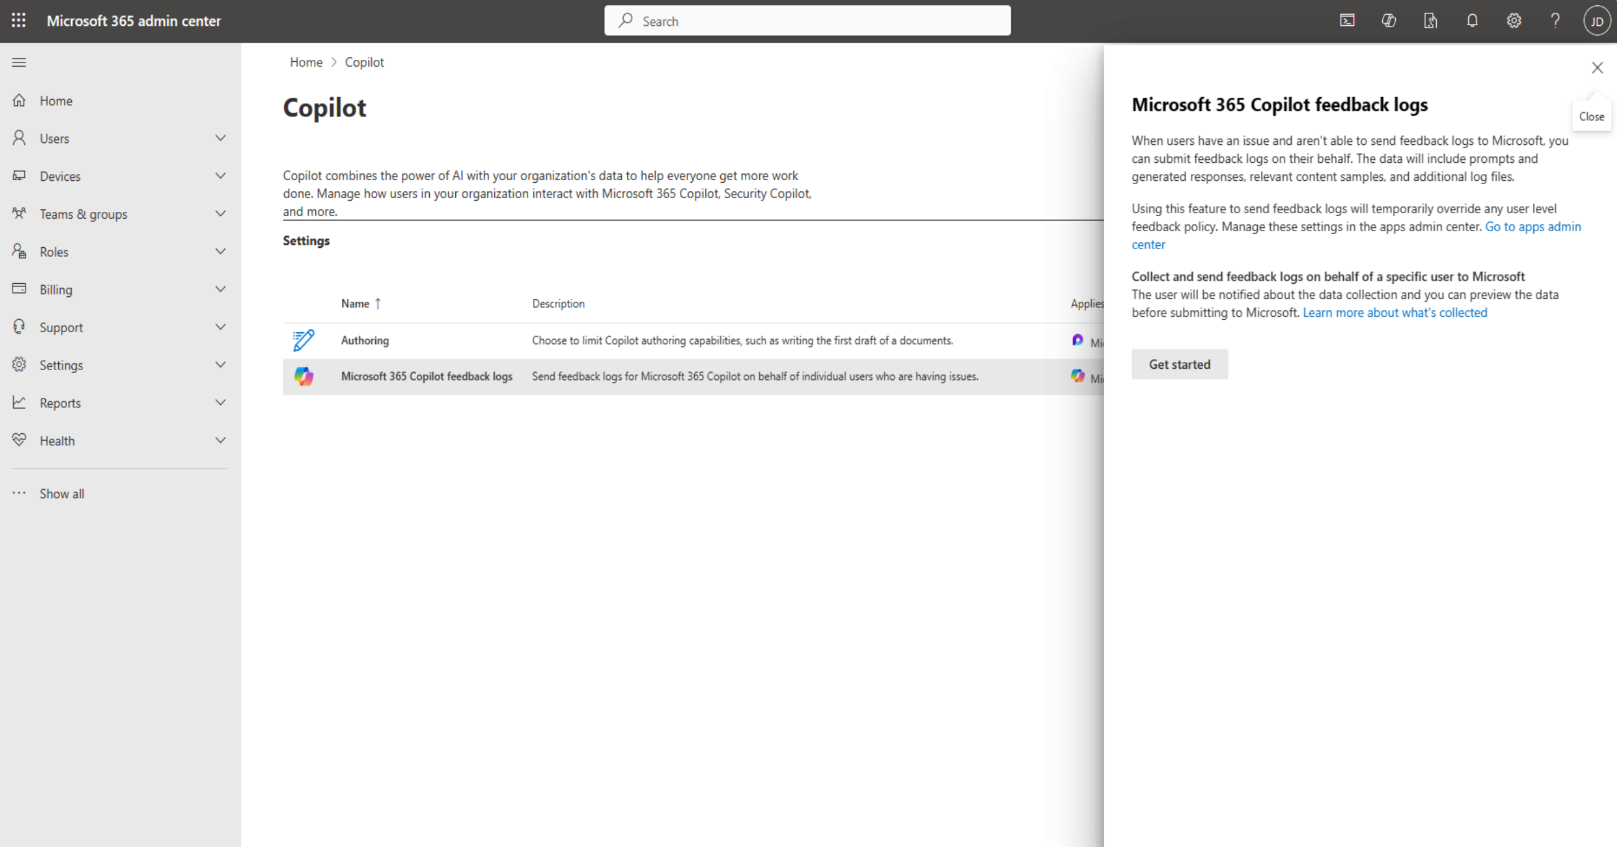 Microsoft 365 admin center
Search
JD
Home
Users
Devices
Teams & groups
Roles
Billing
Support
Settings
Reports
Health
Show all
Home > Copilot
Copilot
Copilot combines the power of AI with your organization's data to help everyone get more work
done. Manage how users in your organization interact with Microsoft 365 Copilot, Security Copilot,
and more.
Settings
Name ↑ Description Applies
Authoring Choose to limit Copilot authoring capabilities, such as writing the first draft of a documents. Mi
Microsoft 365 Copilot feedback logs Send feedback logs for Microsoft 365 Copilot on behalf of individual users who are having issues. Mi
Close
Microsoft 365 Copilot feedback logs
When users have an issue and aren't able to send feedback logs to Microsoft, you
can submit feedback logs on their behalf. The data will include prompts and
generated responses, relevant content samples, and additional log files.
Using this feature to send feedback logs will temporarily override any user level
feedback policy. Manage these settings in the apps admin center. Go to apps admin
center
Collect and send feedback logs on behalf of a specific user to Microsoft
The user will be notified about the data collection and you can preview the data
before submitting to Microsoft. Learn more about what's collected
Get started